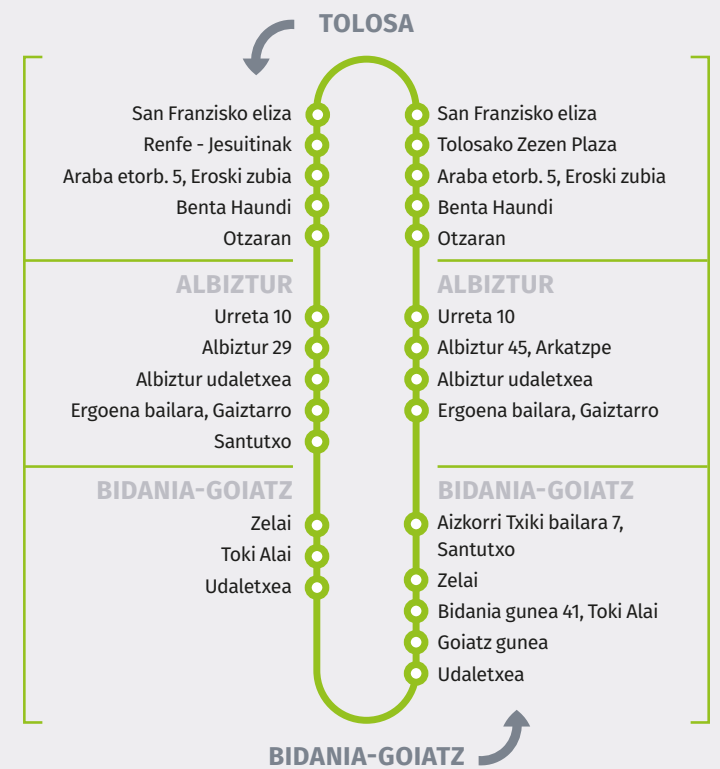 TOLOSA
San Franzisko eliza
Renfe - Jesuitinak
Araba etorb. 5, Eroski zubia
Benta Haundi
Otzaran
ALBIZTUR
Urreta 10
Albiztur 29
Albiztur udaletxea
Ergoena bailara, Gaiztarro
Santutxo
BIDANIA-GOIATZ
Zelai
Toki Alai
Udaletxea
San Franzisko eliza
Tolosako Zezen Plaza
Araba etorb. 5, Eroski zubia
Benta Haundi
Otzaran
ALBIZTUR
Urreta 10
Albiztur 45, Arkatzpe
Albiztur udaletxea
Ergoena bailara, Gaiztarro
BIDANIA-GOIATZ
Aizkorri Txiki bailara 7,
Santutxo
Zelai
Bidania gunea 41, Toki Alai
Goiatz gunea
Udaletxea
BIDANIA-GOIATZ